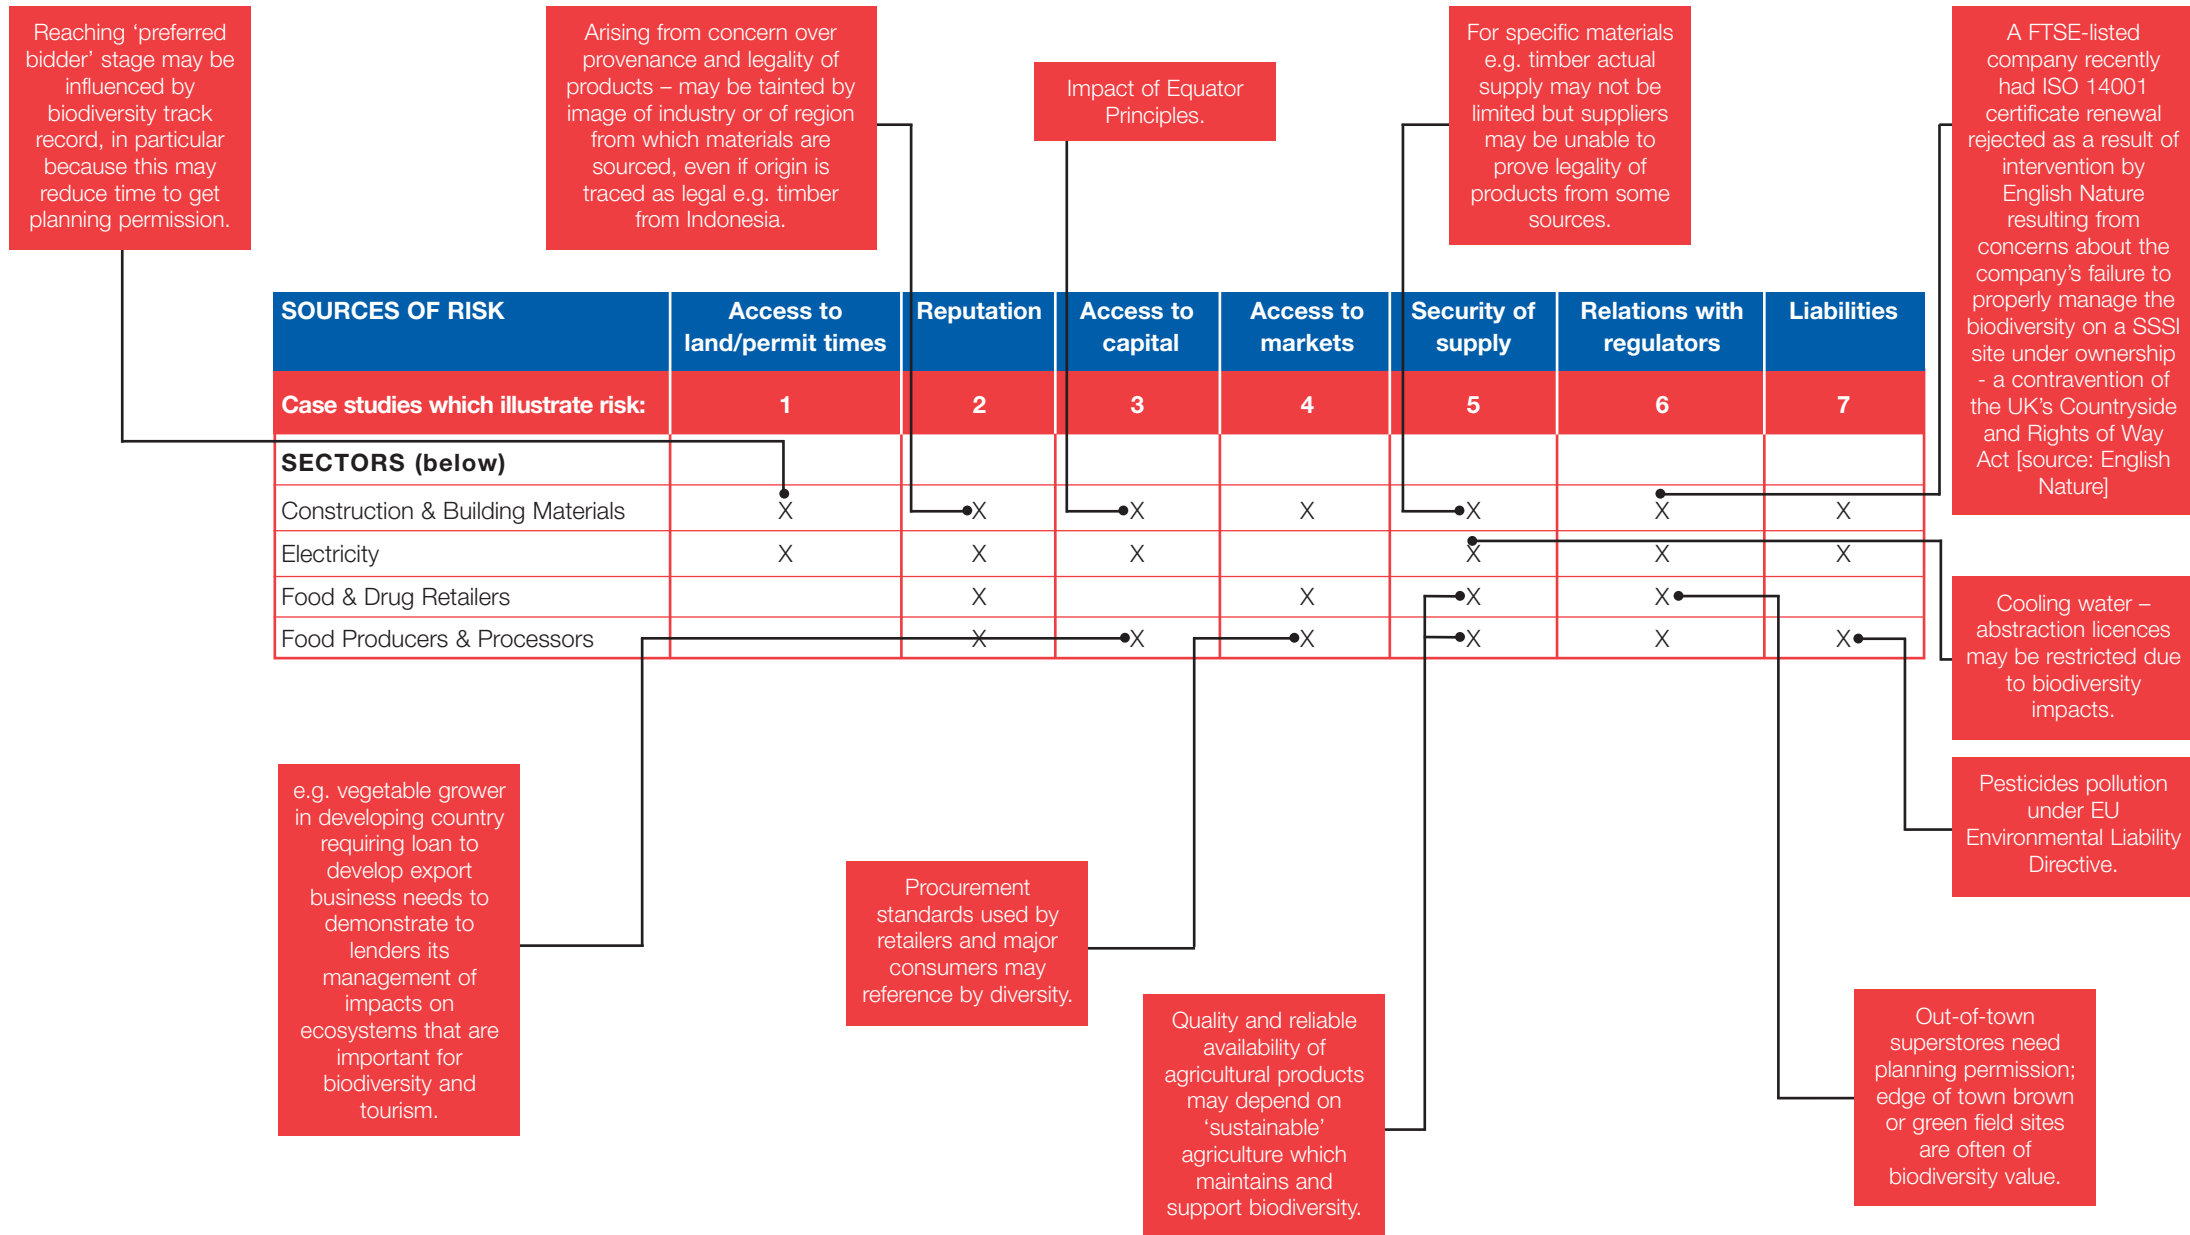 Reaching ‘preferred
bidder’ stage may be
influenced by
biodiversity track
record, in particular
because this may
reduce time to get
planning permission.
Arising from concern over
provenance and legality of
products – may be tainted by
image of industry or of region
from which materials are
sourced, even if origin is
traced as legal e.g. timber
from Indonesia.
Impact of Equator
Principles.
For specific materials
e.g. timber actual
supply may not be
limited but suppliers
may be unable to
prove legality of
products from some
sources.
A FTSE-listed
company recently
had ISO 14001
certificate renewal
rejected as a result of
intervention by
English Nature
resulting from
concerns about the
company’s failure to
properly manage the
biodiversity on a SSSI
site under ownership
- a contravention of
the UK’s Countryside
and Rights of Way
Act [source: English
Nature]
SOURCES OF RISK
Access to
land/permit times
Reputation
Access to
capital
Access to
markets
Security of
supply
Relations with
regulators
Liabilities
Case studies which illustrate risk: 1 2 3 4 5 6 7
SECTORS (below)
Construction & Building Materials X X X X X X X
Electricity X X X X X X
Food & Drug Retailers X X X X
Food Producers & Processors X X X X X X
Cooling water –
abstraction licences
may be restricted due
to biodiversity
impacts.
Pesticides pollution
under EU
Environmental Liability
Directive.
e.g. vegetable grower
in developing country
requiring loan to
develop export
business needs to
demonstrate to
lenders its
management of
impacts on
ecosystems that are
important for
biodiversity and
tourism.
Procurement
standards used by
retailers and major
consumers may
reference by diversity.
Quality and reliable
availability of
agricultural products
may depend on
‘sustainable’
agriculture which
maintains and
support biodiversity.
Out-of-town
superstores need
planning permission;
edge of town brown
or green field sites
are often of
biodiversity value.